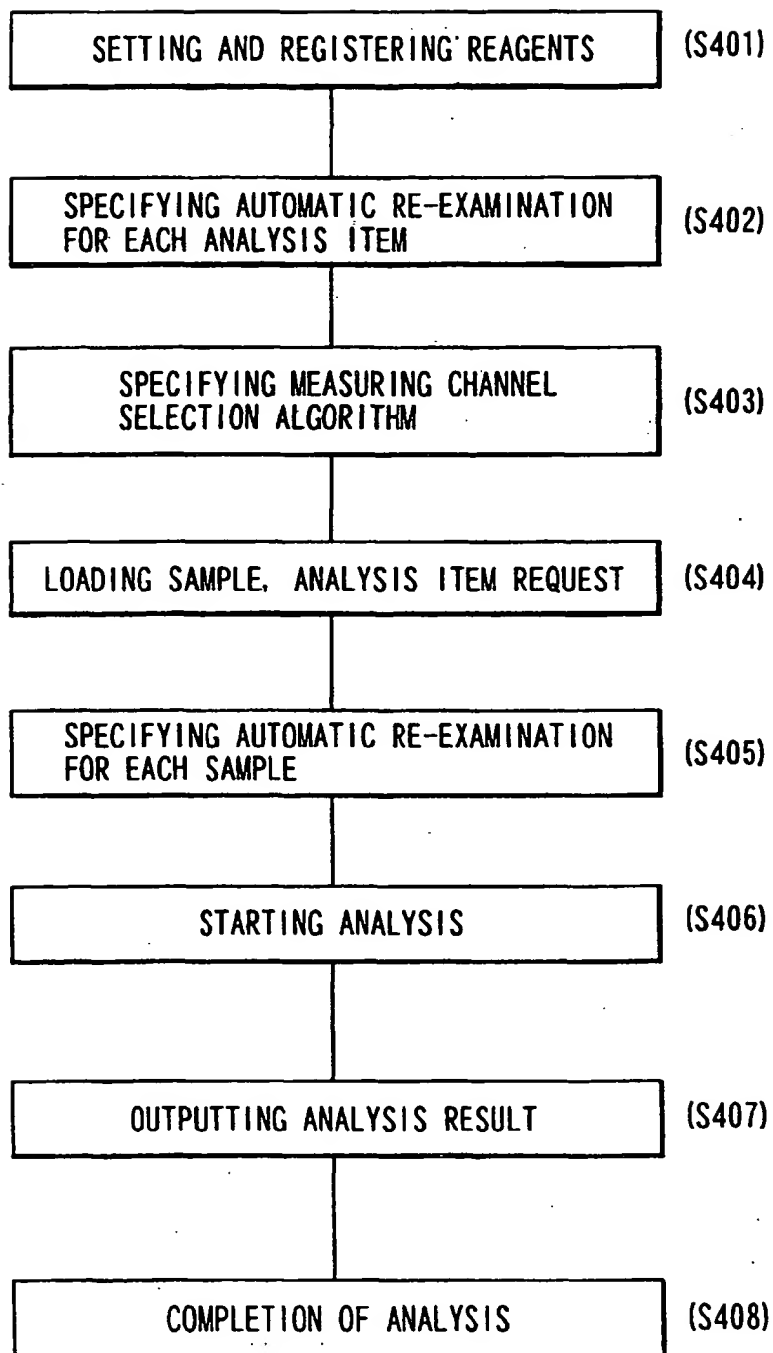 SETTING AND REGISTERING REAGENTS (S401)
SPECIFYING AUTOMATIC RE-EXAMINATION
FOR EACH ANALYSIS ITEM (S402)
SPECIFYING MEASURING CHANNEL
SELECTION ALGORITHM (S403)
LOADING SAMPLE, ANALYSIS ITEM REQUEST (S404)
SPECIFYING AUTOMATIC RE-EXAMINATION
FOR EACH SAMPLE (S405)
STARTING ANALYSIS (S406)
OUTPUTTING ANALYSIS RESULT (S407)
COMPLETION OF ANALYSIS (S408)